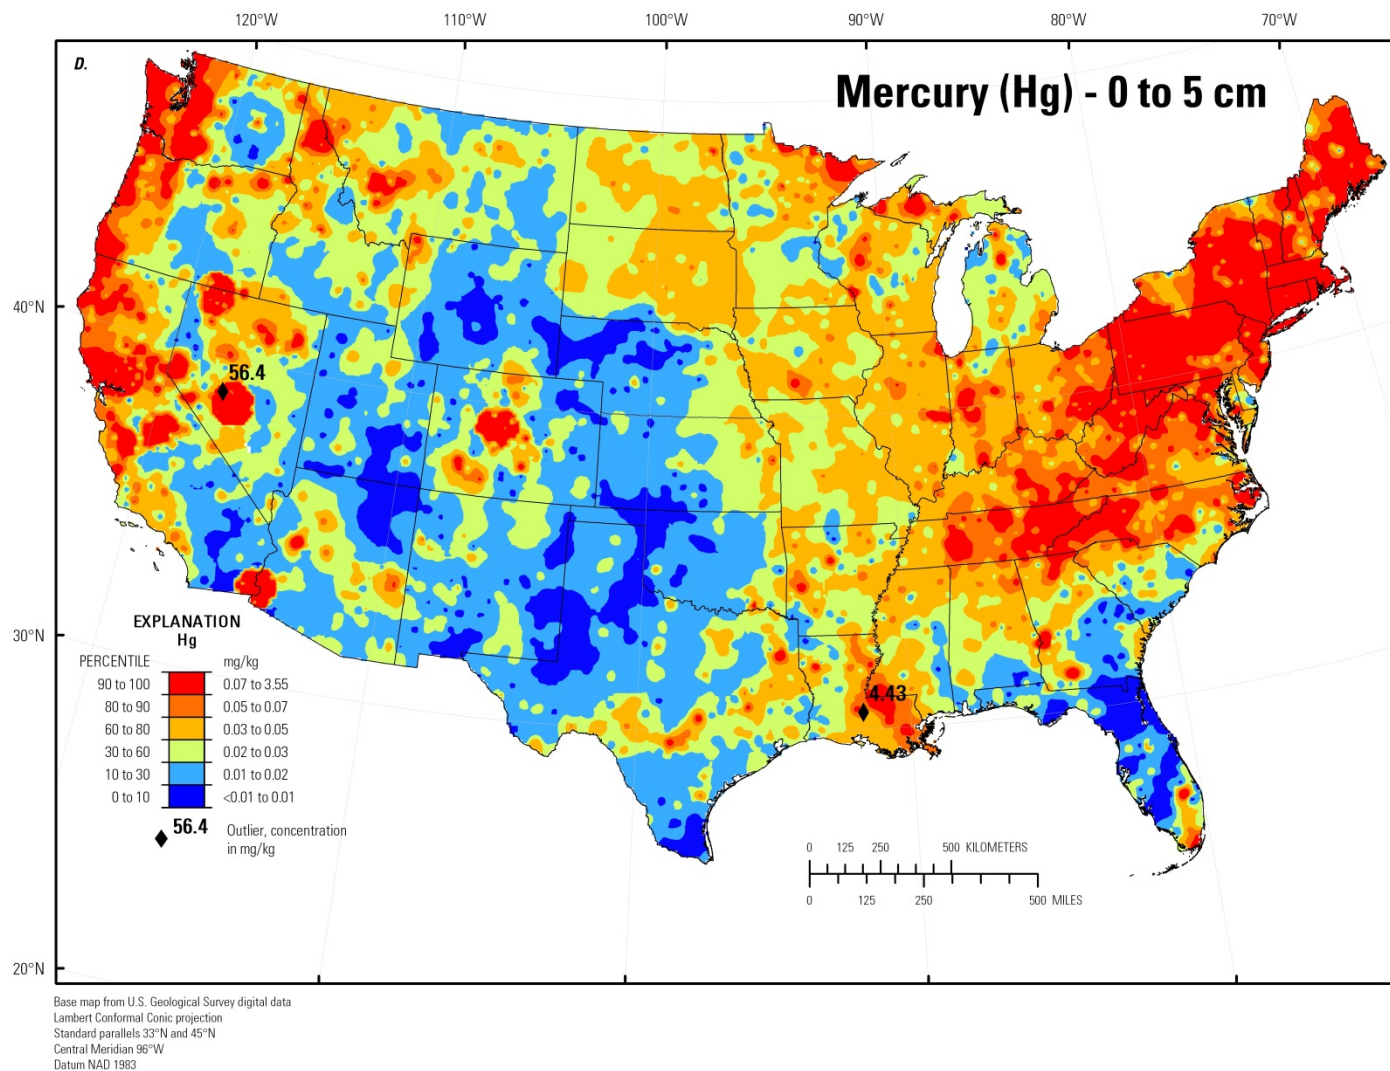 120°W 110°W 100°W 90°W 80°W 70°W
D.
Mercury (Hg) - 0 to 5 cm
40°N
56.4
30°N
EXPLANATION
Hg
PERCENTILE mg/kg
90 to 100 0.07 to 3.55
80 to 90 0.05 to 0.07
60 to 80 0.03 to 0.05
30 to 60 0.02 to 0.03
10 to 30 0.01 to 0.02
0 to 10 <0.01 to 0.01
56.4 Outlier, concentration
in mg/kg
4.43
0 125 250 500 KILOMETERS
0 125 250 500 MILES
20°N
Base map from U.S. Geological Survey digital data
Lambert Conformal Conic projection
Standard parallels 33°N and 45°N
Central Meridian 96°W
Datum NAD 1983